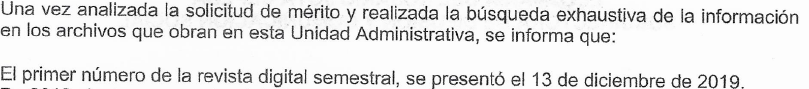 Una vez analizada la solicitud de mérito y realizada la búsqueda exhaustiva de la información
en los archivos que obran en esta Unidad Administrativa, se informa que:
El primer número de la revista digital semestral, se presentó el 13 de diciembre de 2019.